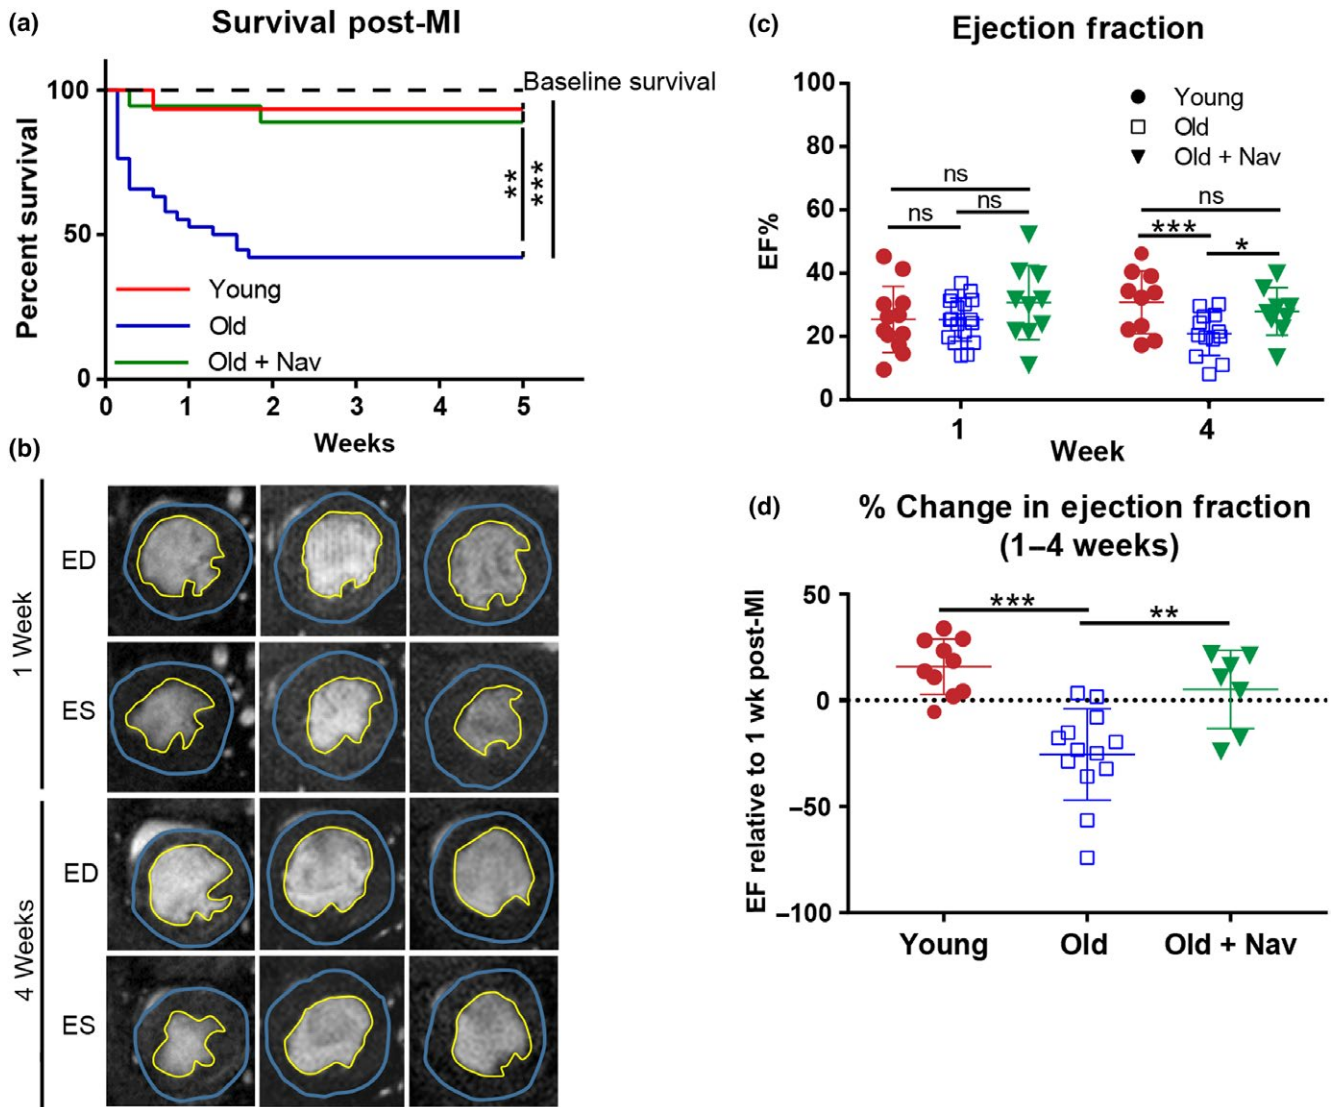 (a)
Survival post-MI
Percent survival
100
50
0
Baseline survival
**
***
Young
Old
Old + Nav
0 1 2 3 4 5
Weeks
(b)
1 Week
ED
ES
4 Weeks
ED
ES
(c)
Ejection fraction
EF%
100
80
60
40
20
0
Young
Old
Old + Nav
ns
ns
ns
ns
***
*
1 4
Week
(d)
% Change in ejection fraction
(1–4 weeks)
EF relative to 1 wk post-MI
50
0
–50
–100
***
**
Young Old Old + Nav